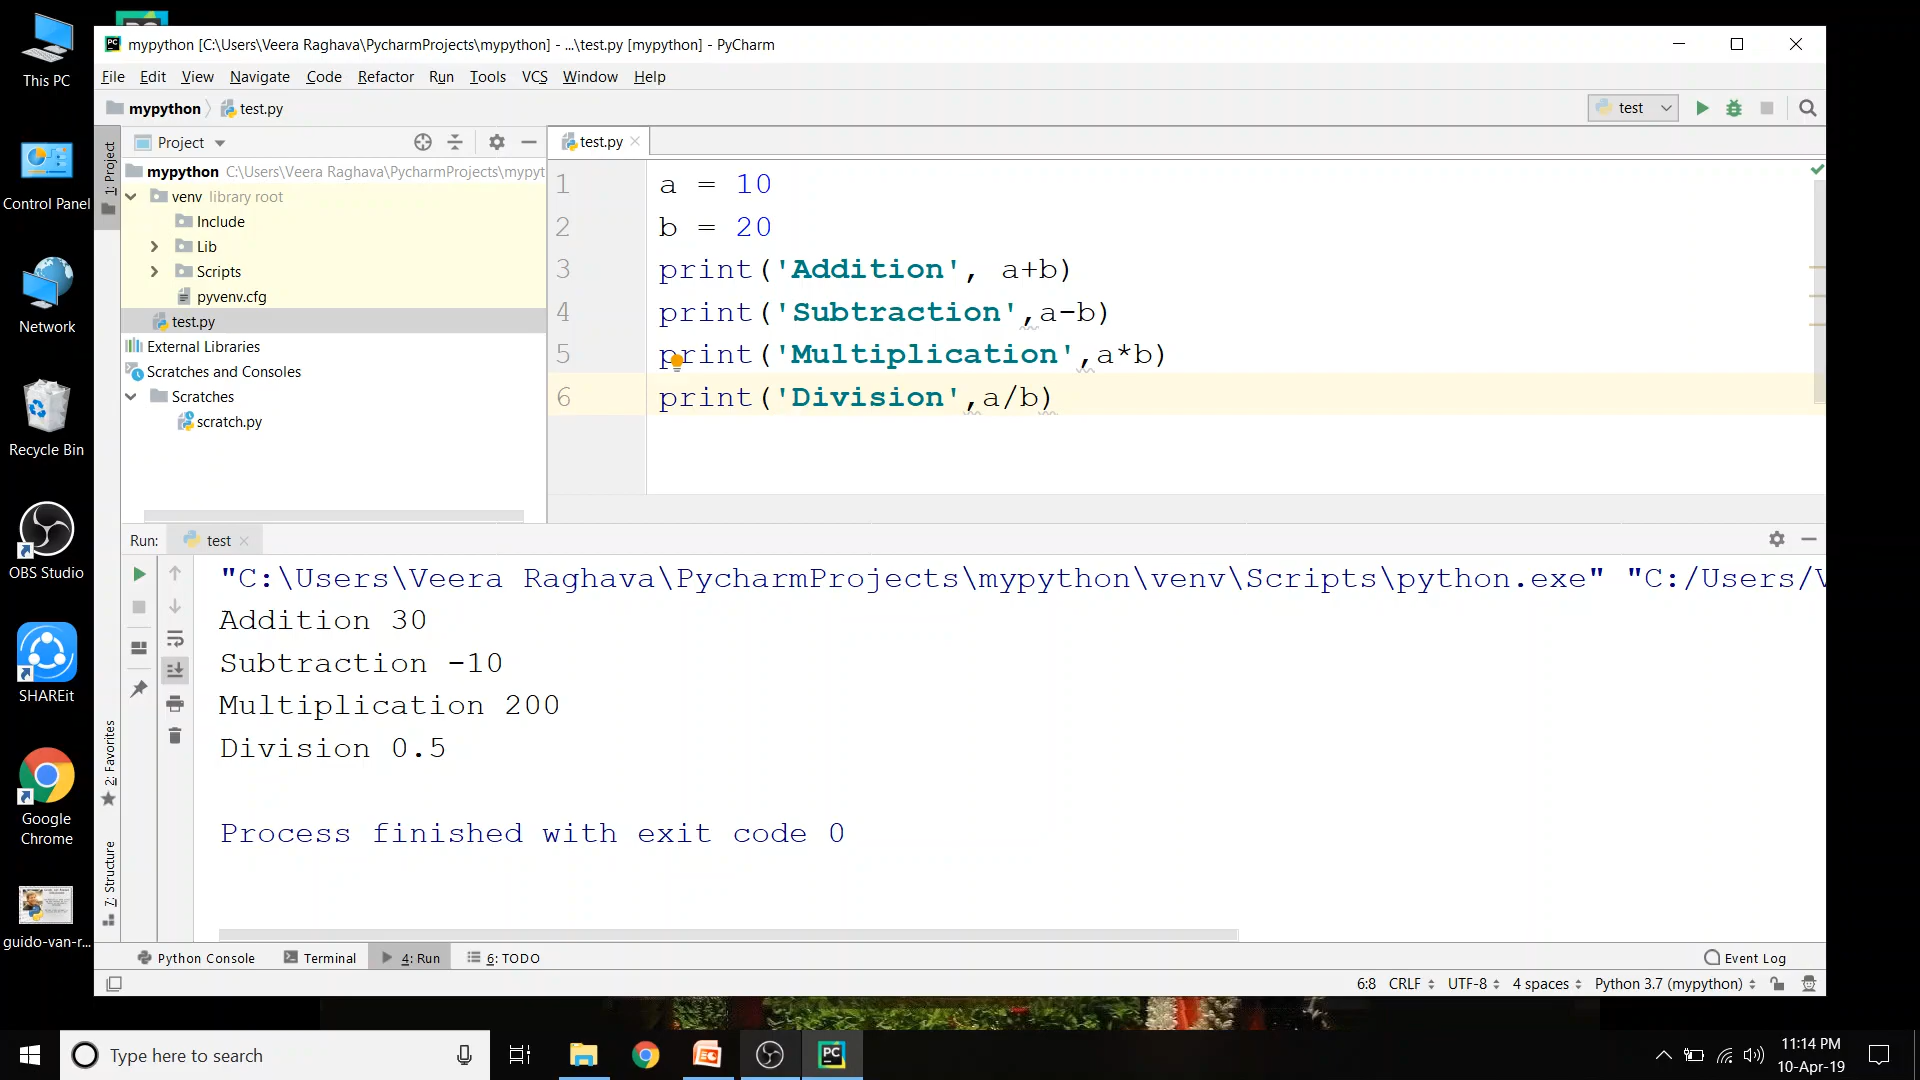 This PC
Control Panel
Network
Recycle Bin
OBS Studio
SHAREit
Google
Chrome
guido-van-r...
mypython [C:\Users\Veera Raghava\PycharmProjects\mypython] - ...\test.py [mypython] - PyCharm
File Edit View Navigate Code Refactor Run Tools VCS Window Help
mypython test.py
test
1: Project
Project
mypython C:\Users\Veera Raghava\PycharmProjects\mypyt
venv library root
Include
Lib
Scripts
pyvenv.cfg
test.py
External Libraries
Scratches and Consoles
Scratches
scratch.py
test.py
1 a = 10
2 b = 20
3 print('Addition', a+b)
4 print('Subtraction',a-b)
5 print('Multiplication',a*b)
6 print('Division',a/b)
Run: test
"C:\Users\Veera Raghava\PycharmProjects\mypython\venv\Scripts\python.exe" "C:/Users/V
Addition 30
Subtraction -10
Multiplication 200
Division 0.5
Process finished with exit code 0
2: Favorites
7: Structure
Python Console Terminal 4: Run 6: TODO Event Log
6:8 CRLF UTF-8 4 spaces Python 3.7 (mypython)
Type here to search
PC
11:14 PM
10-Apr-19